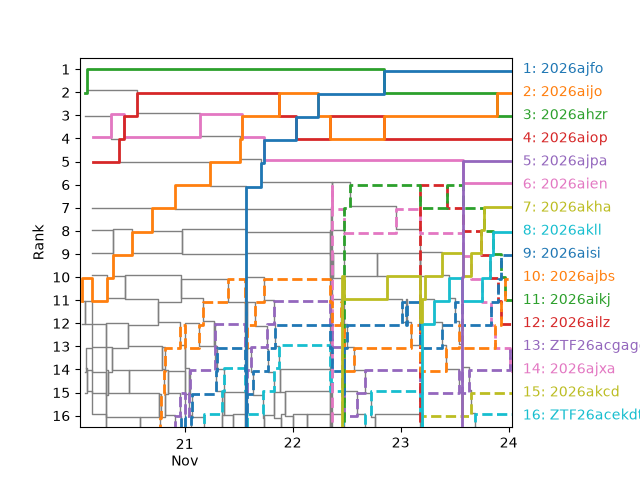 1
2
3
4
5
6
7
8
9
10
11
12
13
14
15
16
Rank
21
22
23
24
Nov
1: 2026ajfo
2: 2026aijo
3: 2026ahzr
4: 2026aiop
5: 2026ajpa
6: 2026aien
7: 2026akha
8: 2026akll
9: 2026aisi
10: 2026ajbs
11: 2026aikj
12: 2026ailz
13:
14: 2026ajxa
15: 2026akcd
16: